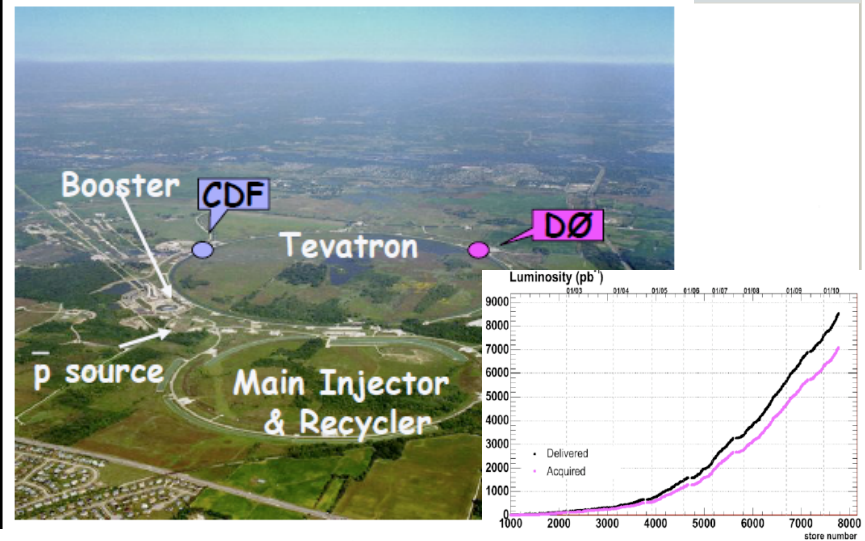 Booster
CDF
Tevatron
DØ
p̅ source
Main Injector
& Recycler
Luminosity (pb⁻¹)
01/03 01/04 01/05 01/06 01/07 01/08 01/09 01/10
9000
8000
7000
6000
5000
4000
3000
2000
1000
0
Delivered
Acquired
1000 2000 3000 4000 5000 6000 7000 8000
store number